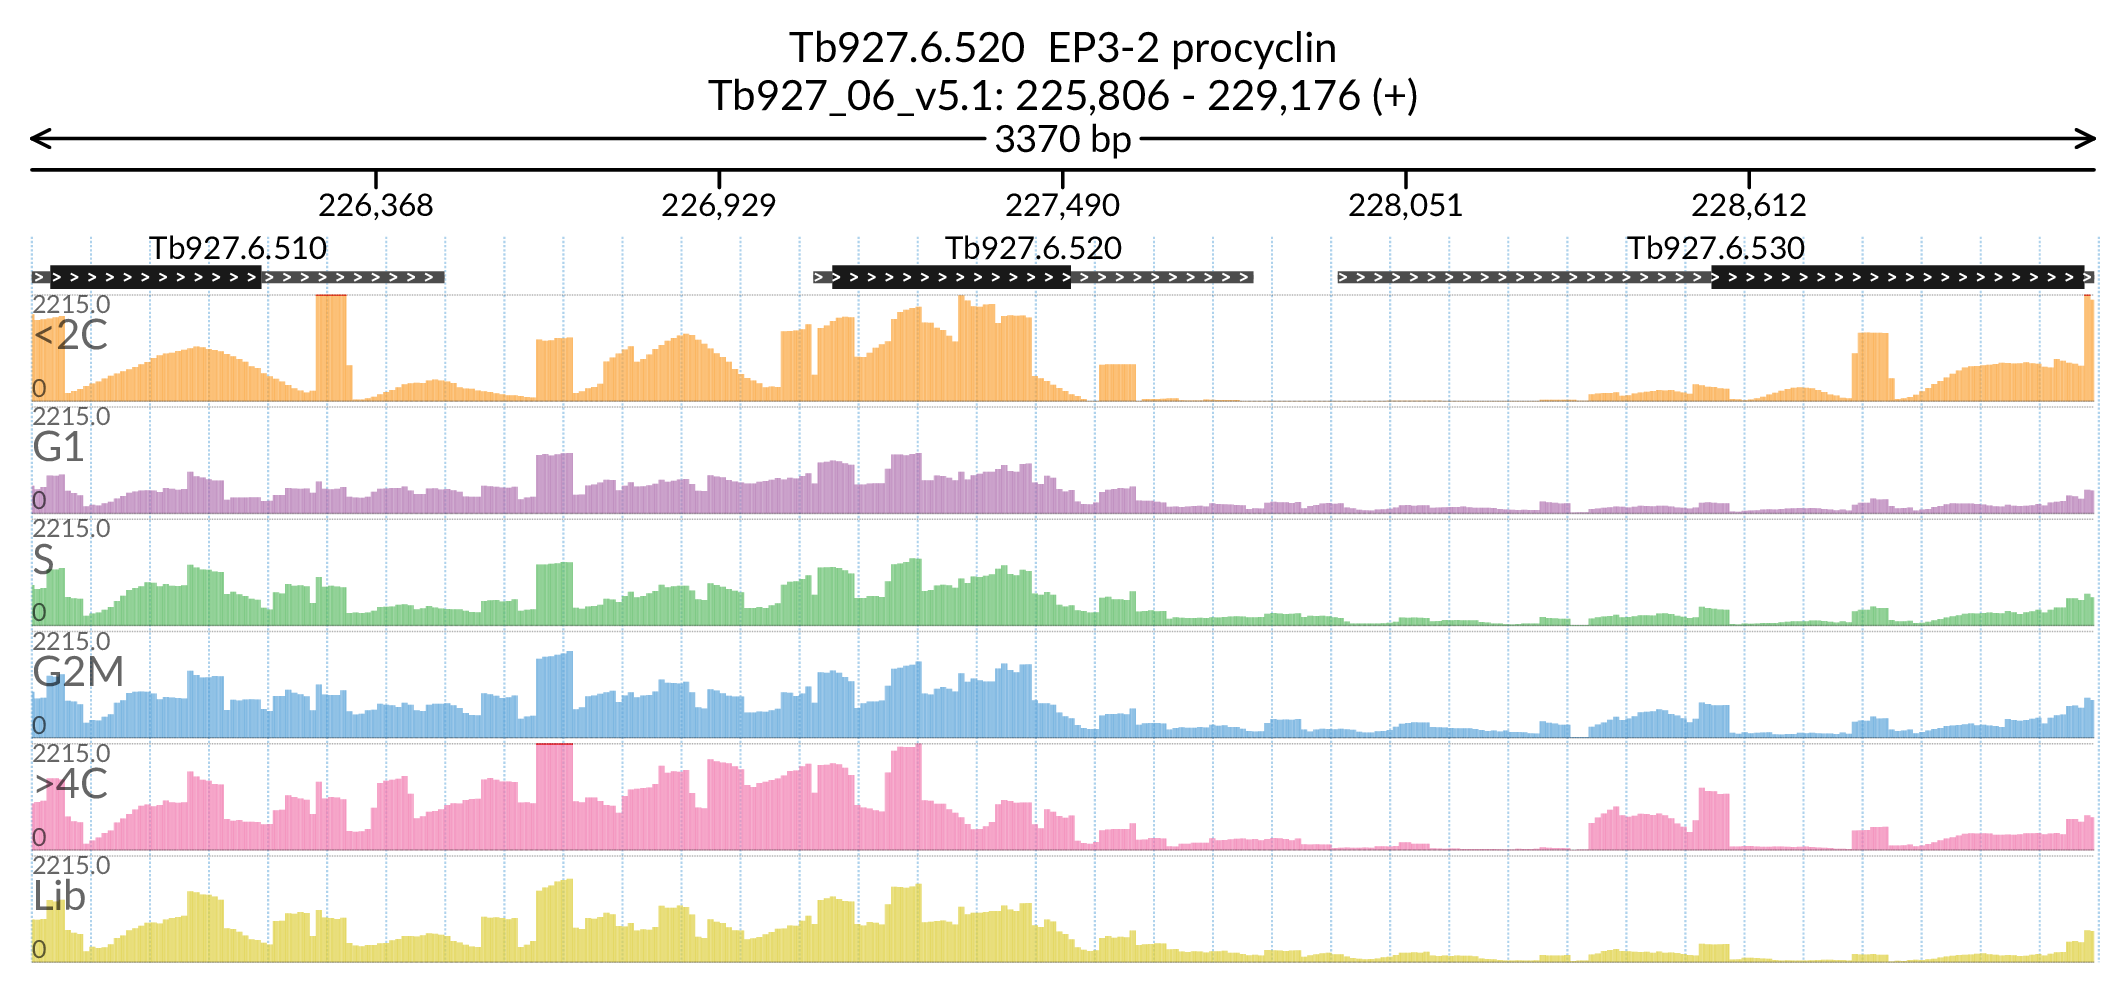 Tb927.6.520  EP3-2 procyclin
Tb927_06_v5.1: 225,806 - 229,176 (+)
3370 bp
226,368 226,929 227,490 228,051 228,612
Tb927.6.510 Tb927.6.520 Tb927.6.530
2215.0
<2C
0
2215.0
G1
0
2215.0
S
0
2215.0
G2M
0
2215.0
>4C
0
2215.0
Lib
0